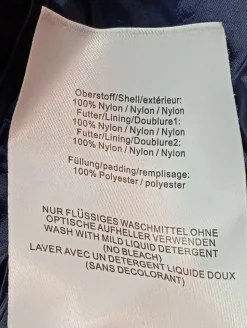 Oberstoff/Shell/extérieur:
100% Nylon / Nylon / Nylon
Futter/Lining/Doublure1:
100% Nylon / Nylon / Nylon
Futter/Lining/Doublure2:
100% Nylon / Nylon / Nylon
Füllung/padding/remplisage:
100% Polyester / polyester
NUR FLÜSSIGES WASCHMITTEL OHNE
OPTISCHE AUFHELLER VERWENDEN
WASH WITH MILD LIQUID DETERGENT
(NO BLEACH)
LAVER AVEC UN DETERGENT LIQUIDE DOUX
(SANS DECOLORANT)